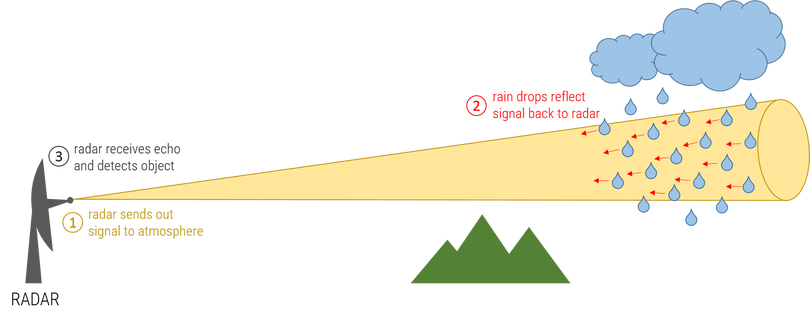 2 rain drops reflect
signal back to radar
3 radar receives echo
and detects object
1 radar sends out
signal to atmosphere
RADAR